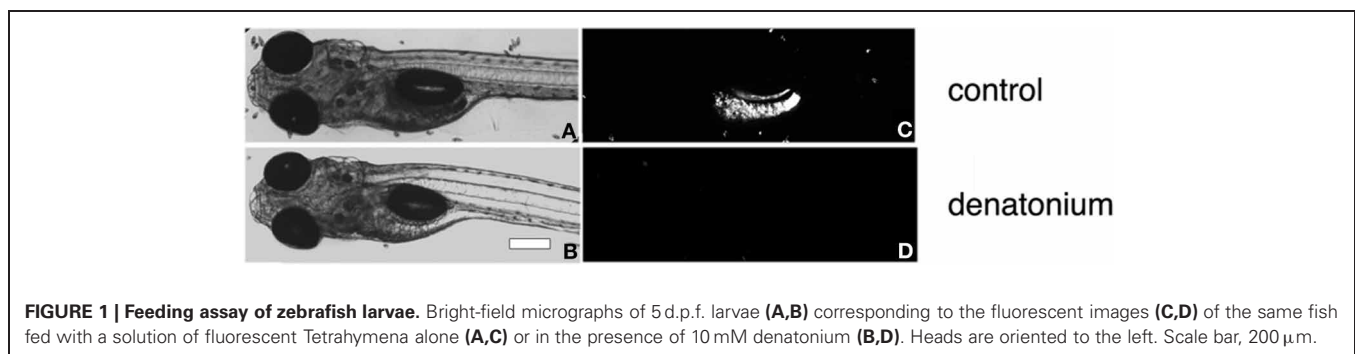 A
C
control
B
D
denatonium
FIGURE 1 | Feeding assay of zebrafish larvae. Bright-field micrographs of 5 d.p.f. larvae (A,B) corresponding to the fluorescent images (C,D) of the same fish
fed with a solution of fluorescent Tetrahymena alone (A,C) or in the presence of 10 mM denatonium (B,D). Heads are oriented to the left. Scale bar, 200 μm.